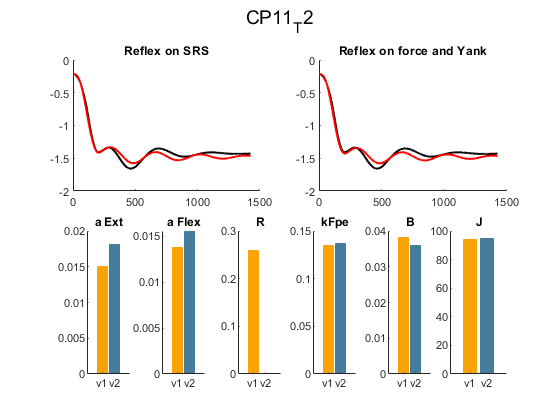 CP11_T2
Reflex on SRS
Reflex on force and Yank
0
-0.5
-1
-1.5
-2
0 500 1000 1500
0
-0.5
-1
-1.5
-2
0 500 1000 1500
a Ext
a Flex
R
kFpe
B
J
0.02
0.015
0.01
0.005
0
v1 v2
0.015
0.01
0.005
0
v1 v2
0.3
0.2
0.1
0
v1 v2
0.15
0.1
0.05
0
v1 v2
0.04
0.03
0.02
0.01
0
v1 v2
100
80
60
40
20
0
v1 v2